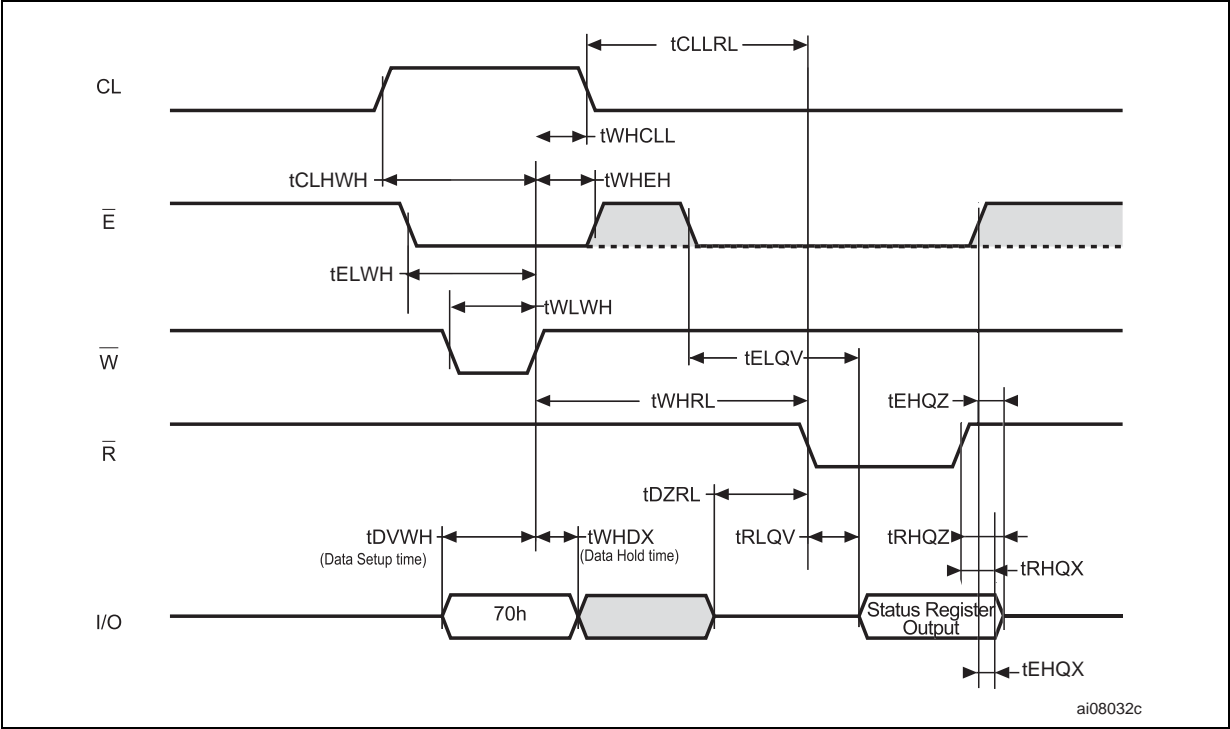 tCLLRL
CL
tWHCLL
tCLHWH
tWHEH
E̅
tELWH
tWLWH
W̅
tELQV
tWHRL
tEHQZ
R̅
tDZRL
tDVWH
(Data Setup time)
tWHDX
(Data Hold time)
tRLQV
tRHQZ
tRHQX
I/O
70h
Status Register
Output
tEHQX
ai08032c